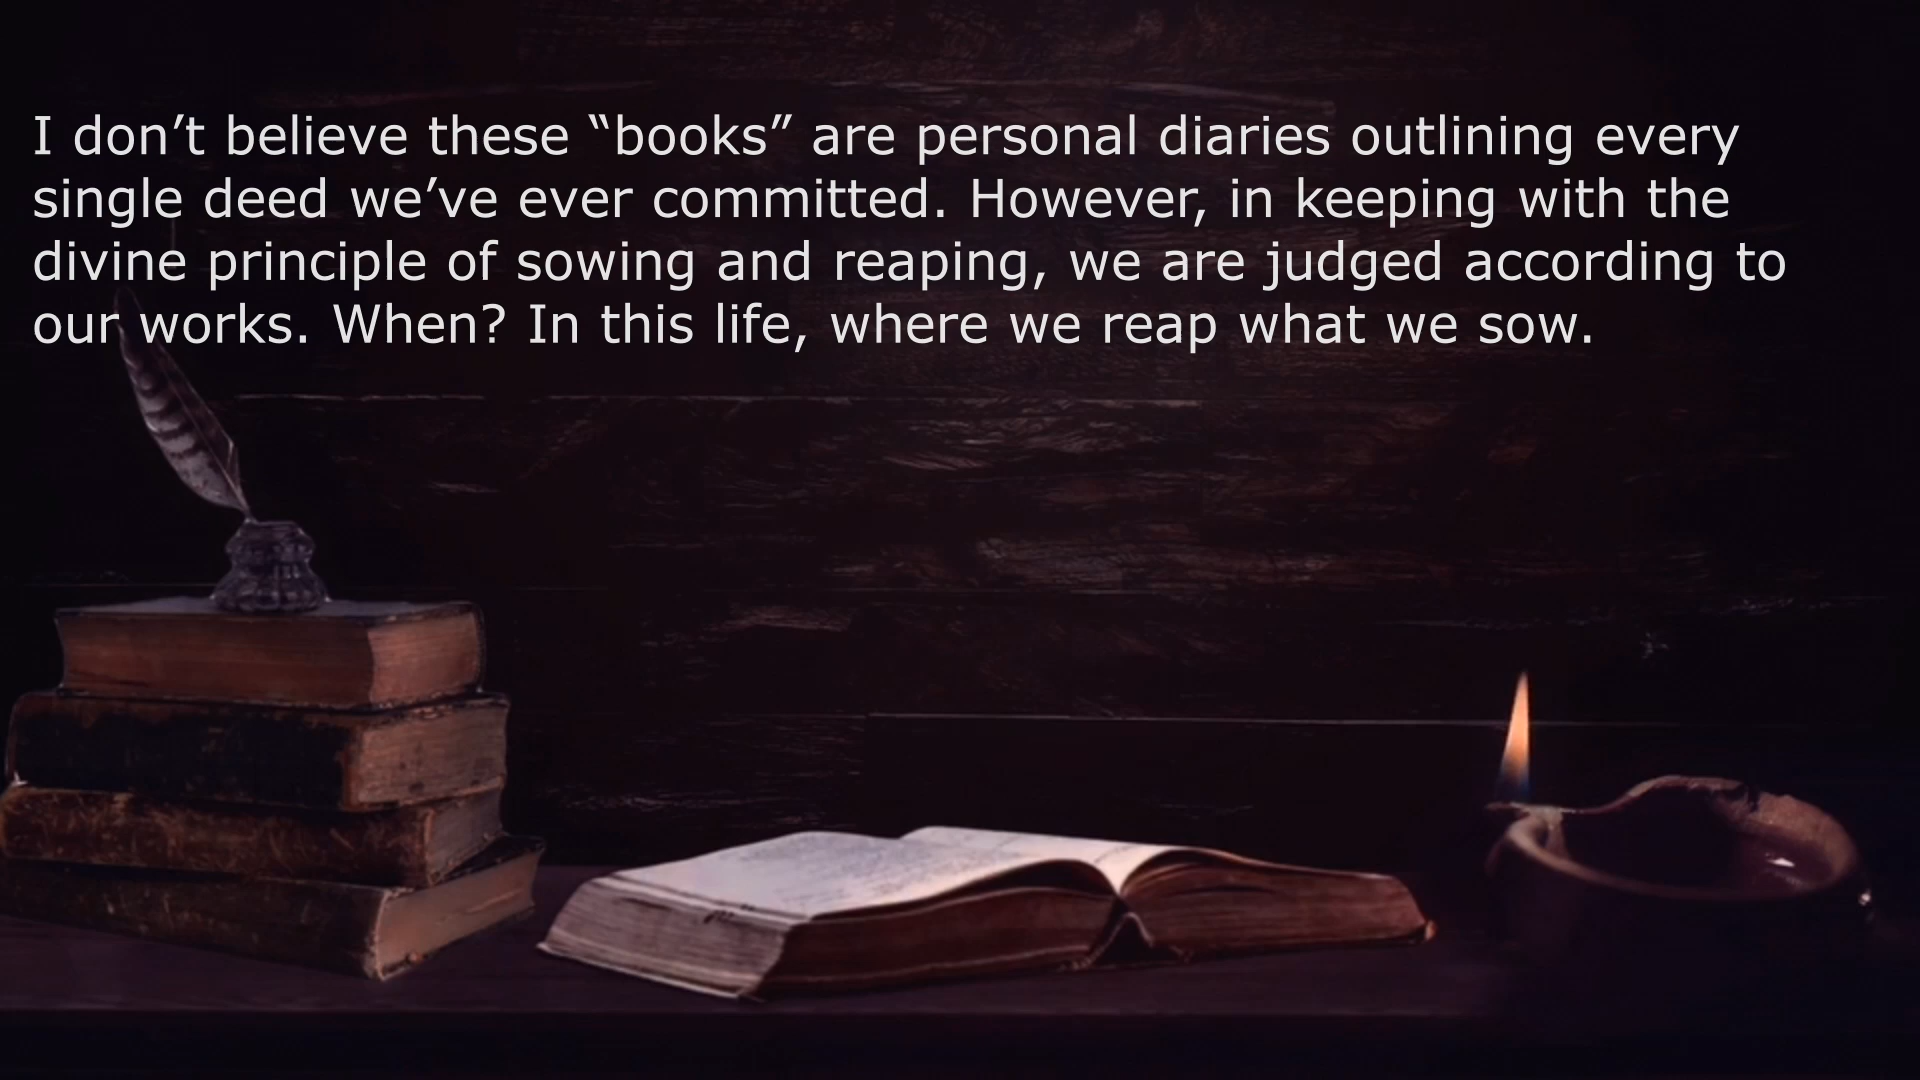 I don’t believe these “books” are personal diaries outlining every
single deed we’ve ever committed. However, in keeping with the
divine principle of sowing and reaping, we are judged according to
our works. When? In this life, where we reap what we sow.